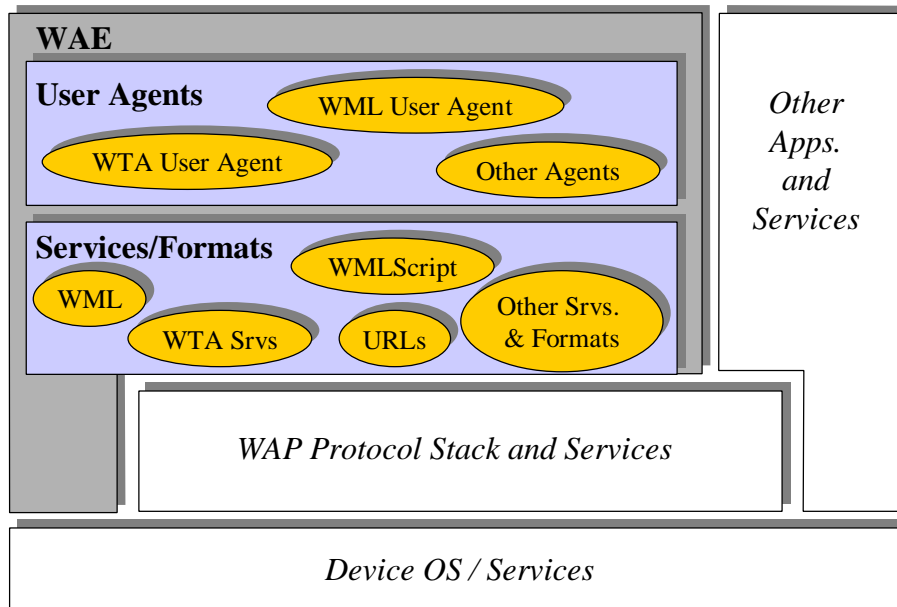 WAE
User Agents
WML User Agent
WTA User Agent
Other Agents
Services/Formats
WMLScript
WML
Other Srvs.
& Formats
WTA Srvs
URLs
Other
Apps.
and
Services
WAP Protocol Stack and Services
Device OS / Services